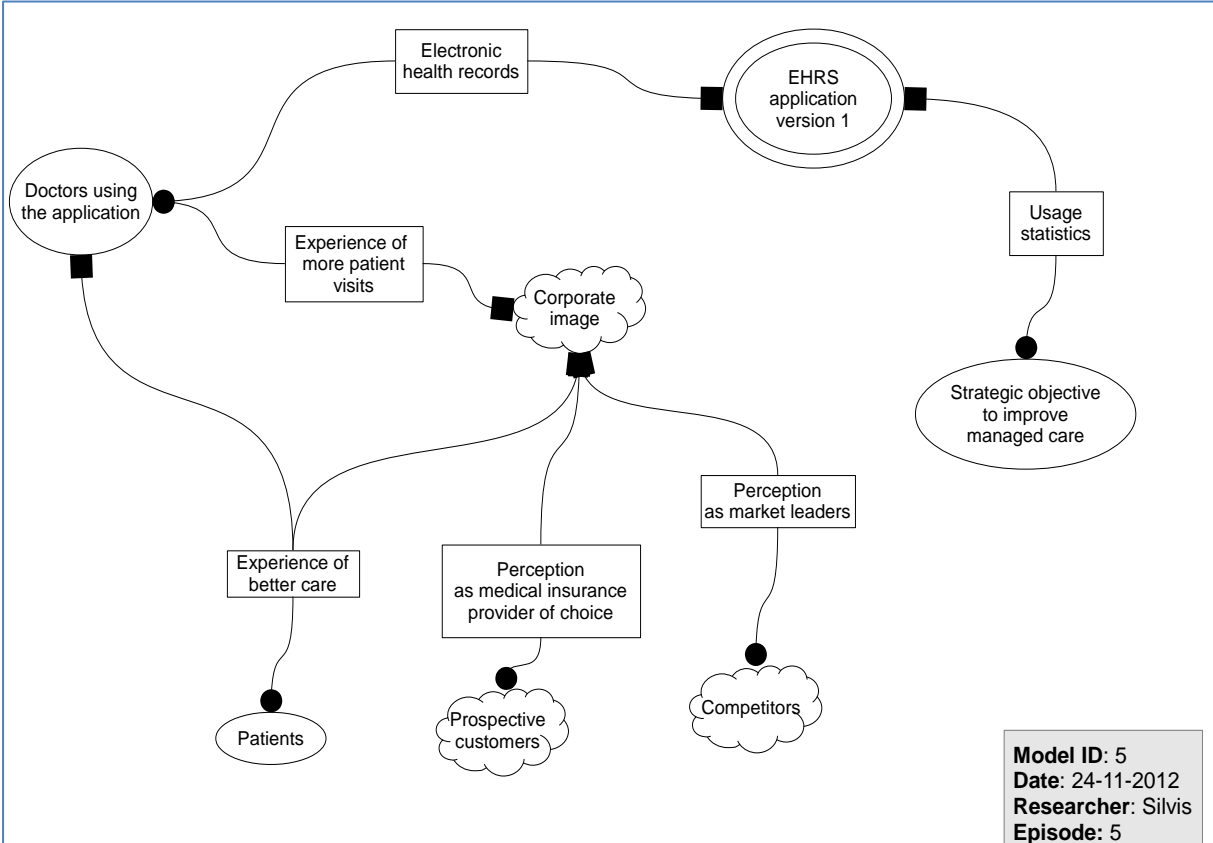 Electronic
health records
EHRS
application
version 1
Doctors using
the application
Usage
statistics
Experience of
more patient
visits
Corporate
image
Strategic objective
to improve
managed care
Perception
as market leaders
Experience of
better care
Perception
as medical insurance
provider of choice
Competitors
Prospective
customers
Patients
Model ID: 5
Date: 24-11-2012
Researcher: Silvis
Episode: 5